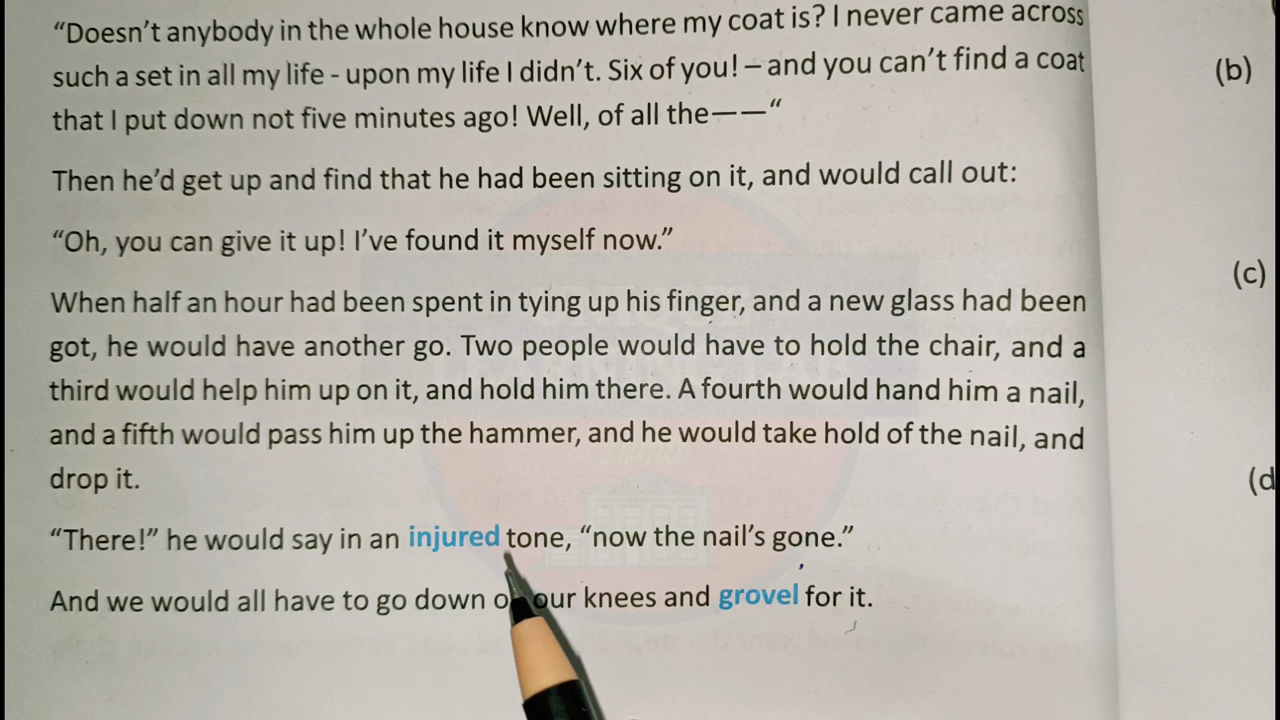 “Doesn’t anybody in the whole house know where my coat is? I never came across
such a set in all my life - upon my life I didn’t. Six of you! – and you can’t find a coat
that I put down not five minutes ago! Well, of all the——“
Then he’d get up and find that he had been sitting on it, and would call out:
“Oh, you can give it up! I’ve found it myself now.”
When half an hour had been spent in tying up his finger, and a new glass had been
got, he would have another go. Two people would have to hold the chair, and a
third would help him up on it, and hold him there. A fourth would hand him a nail,
and a fifth would pass him up the hammer, and he would take hold of the nail, and
drop it.
“There!” he would say in an injured tone, “now the nail’s gone.”
And we would all have to go down our knees and grovel for it.
(b)
(c)
(d